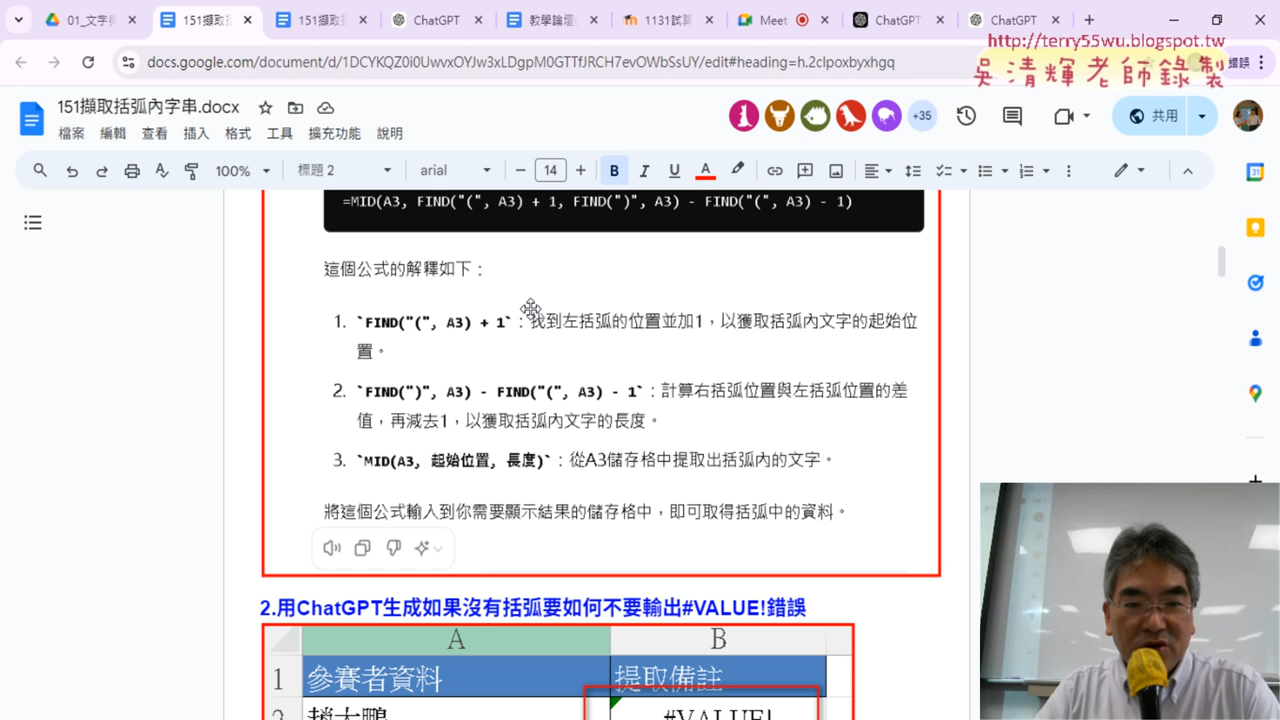 01_文字與
151擷取括
151擷取括
ChatGPT
教學論壇
1131試算
Meet
ChatGPT
ChatGPT
http://terry55wu.blogspot.tw
docs.google.com/document/d/1DCYKQZ0i0UwvxOYJw3xLDgpM0GTTfJRCH7evOWbSsUY/edit#heading=h.2clpoxbyxhgq
錯誤
吳清輝老師錄製
151擷取括弧內字串.docx
+35
共用
檔案 編輯 查看 插入 格式 工具 擴充功能 說明
100% 標題 2 arial 14 B I U A
31
=MID(A3, FIND("(", A3) + 1, FIND(")", A3) - FIND("(", A3) - 1)
這個公式的解釋如下：
1. `FIND("(", A3) + 1`：找到左括弧的位置並加1，以獲取括弧內文字的起始位
置。
2. `FIND(")", A3) - FIND("(", A3) - 1`：計算右括弧位置與左括弧位置的差
值，再減去1，以獲取括弧內文字的長度。
3. `MID(A3, 起始位置, 長度)`：從A3儲存格中提取出括弧內的文字。
將這個公式輸入到你需要顯示結果的儲存格中，即可取得括弧中的資料。
2.用ChatGPT生成如果沒有括弧要如何不要輸出#VALUE!錯誤
A B
1 參賽者資料 提取備註
2 趙大鵬 #VALUE!